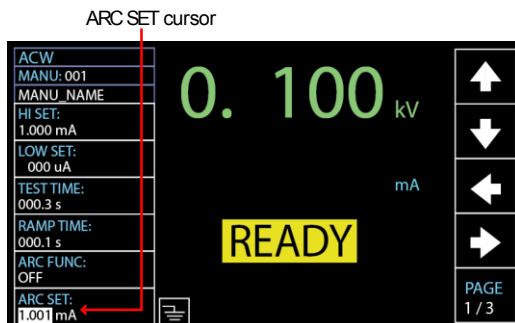 ARC SET cursor
ACW
MANU: 001
MANU_NAME
HI SET:
1.000 mA
LOW SET:
000 uA
TEST TIME:
000.3 s
RAMP TIME:
000.1 s
ARC FUNC:
OFF
ARC SET:
1.001 mA
0. 100 kV
mA
READY
PAGE
1 / 3